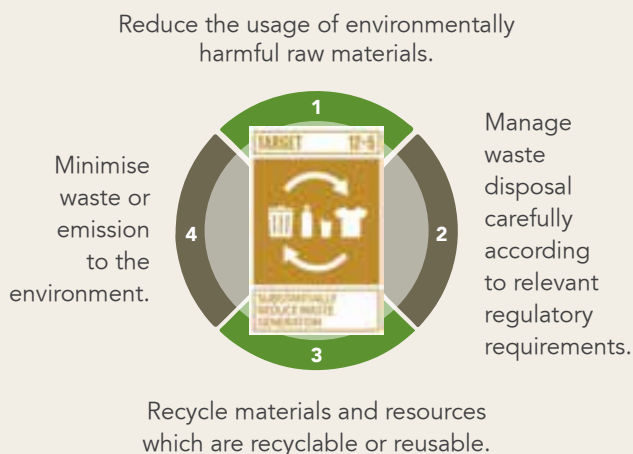 Reduce the usage of environmentally
harmful raw materials.
1
TARGET 12·5
SUBSTANTIALLY
REDUCE WASTE
GENERATION
2
Manage
waste
disposal
carefully
according
to relevant
regulatory
requirements.
3
Recycle materials and resources
which are recyclable or reusable.
4
Minimise
waste or
emission
to the
environment.